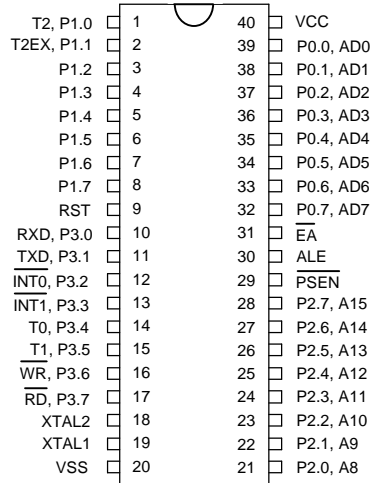 T2, P1.0 1 40 VCC
T2EX, P1.1 2 39 P0.0, AD0
P1.2 3 38 P0.1, AD1
P1.3 4 37 P0.2, AD2
P1.4 5 36 P0.3, AD3
P1.5 6 35 P0.4, AD4
P1.6 7 34 P0.5, AD5
P1.7 8 33 P0.6, AD6
RST 9 32 P0.7, AD7
RXD, P3.0 10 31 EA
TXD, P3.1 11 30 ALE
INT0, P3.2 12 29 PSEN
INT1, P3.3 13 28 P2.7, A15
T0, P3.4 14 27 P2.6, A14
T1, P3.5 15 26 P2.5, A13
WR, P3.6 16 25 P2.4, A12
RD, P3.7 17 24 P2.3, A11
XTAL2 18 23 P2.2, A10
XTAL1 19 22 P2.1, A9
VSS 20 21 P2.0, A8